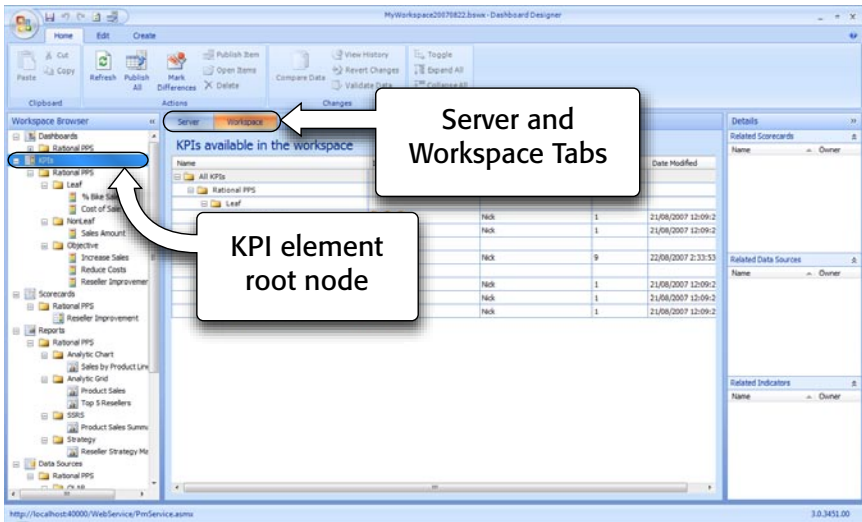 MyWorkspace20070822.bswx - Dashboard Designer
Home Edit Create
Paste
Cut
Copy
Clipboard
Refresh
Publish All
Mark Differences
Publish Item
Open Items
Delete
Actions
Compare Data
View History
Revert Changes
Validate Data
Changes
Toggle
Expand All
Collapse All
Workspace Browser
Dashboards
Rational PPS
KPIs
Rational PPS
Leaf
% Bike
Cost of
NonLeaf
Sales Amount
Objective
Increase Sales
Reduce Costs
Reseller Improvemer
Scorecards
Rational PPS
Reseller Improvement
Reports
Rational PPS
Analytic Chart
Sales by Product Line
Analytic Grid
Product Sales
Top 5 Resellers
SSRS
Product Sales Summ
Strategy
Reseller Strategy Ma
Data Sources
Rational PPS
Server Workspace
KPIs available in the workspace
Name Date Modified
All KPIs
Rational PPS
Leaf
Nick 1 21/08/2007 12:09:2
Nick 1 21/08/2007 12:09:2
Nick 9 22/08/2007 2:33:53
Nick 1 21/08/2007 12:09:2
Nick 1 21/08/2007 12:09:2
Nick 1 21/08/2007 12:09:2
Server and
Workspace Tabs
KPI element
root node
Details
Related Scorecards
Name Owner
Related Data Sources
Name Owner
Related Indicators
Name Owner
http://localhost:40000/WebService/PmService.asmx
3.0.3451.00